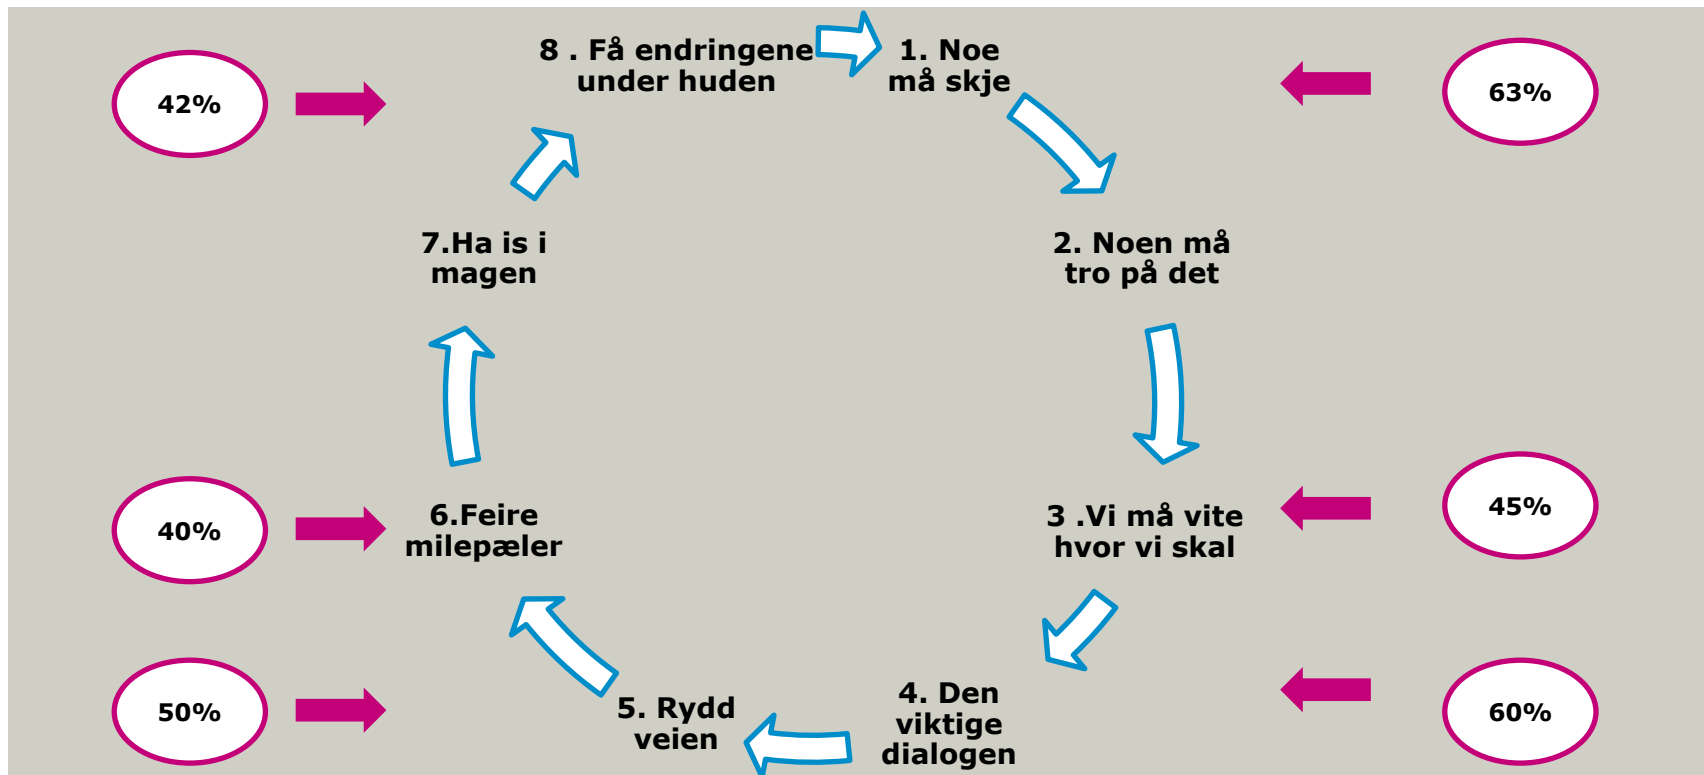 8 . Få endringene
under huden
1. Noe
må skje
42%
63%
7.Ha is i
magen
2. Noen må
tro på det
40%
6.Feire
milepæler
3 .Vi må vite
hvor vi skal
45%
50%
5. Rydd
veien
4. Den
viktige
dialogen
60%